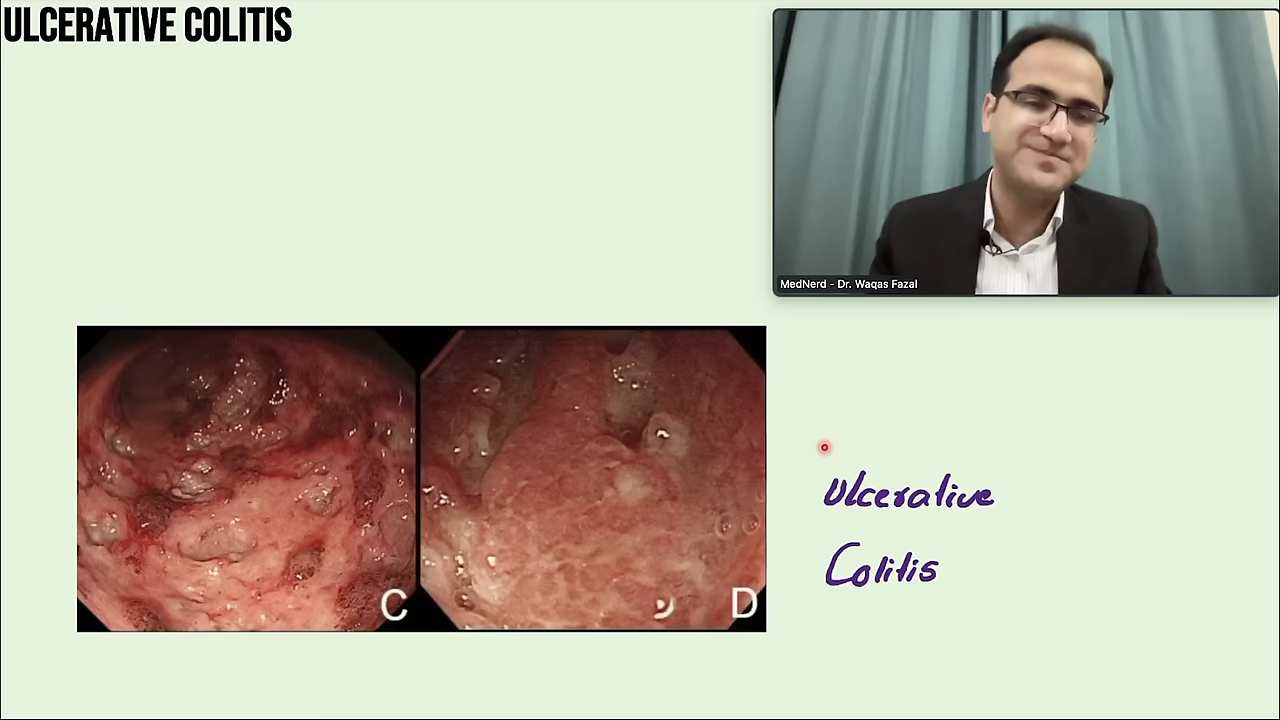 ULCERATIVE COLITIS
MedNerd - Dr. Waqas Fazal
Ulcerative
Colitis
C
D